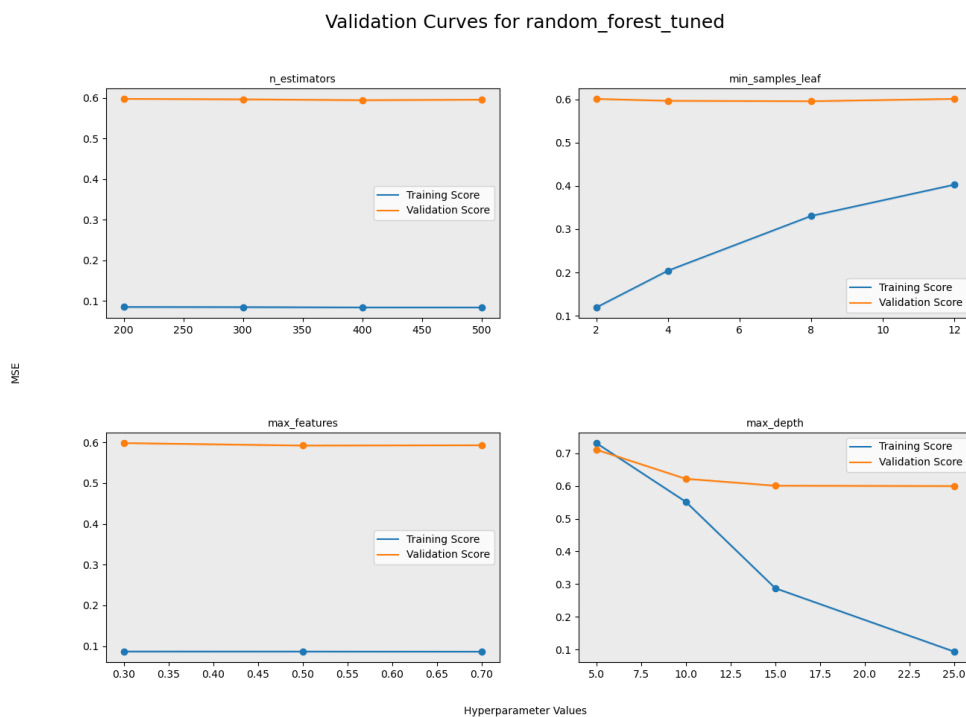 Validation Curves for random_forest_tuned
n_estimators
0.6
0.5
0.4
0.3
0.2
0.1
200 250 300 350 400 450 500
Training Score
Validation Score
min_samples_leaf
0.6
0.5
0.4
0.3
0.2
0.1
2 4 6 8 10 12
Training Score
Validation Score
MSE
max_features
0.6
0.5
0.4
0.3
0.2
0.1
0.30 0.35 0.40 0.45 0.50 0.55 0.60 0.65 0.70
Training Score
Validation Score
max_depth
0.7
0.6
0.5
0.4
0.3
0.2
0.1
5.0 7.5 10.0 12.5 15.0 17.5 20.0 22.5 25.0
Training Score
Validation Score
Hyperparameter Values